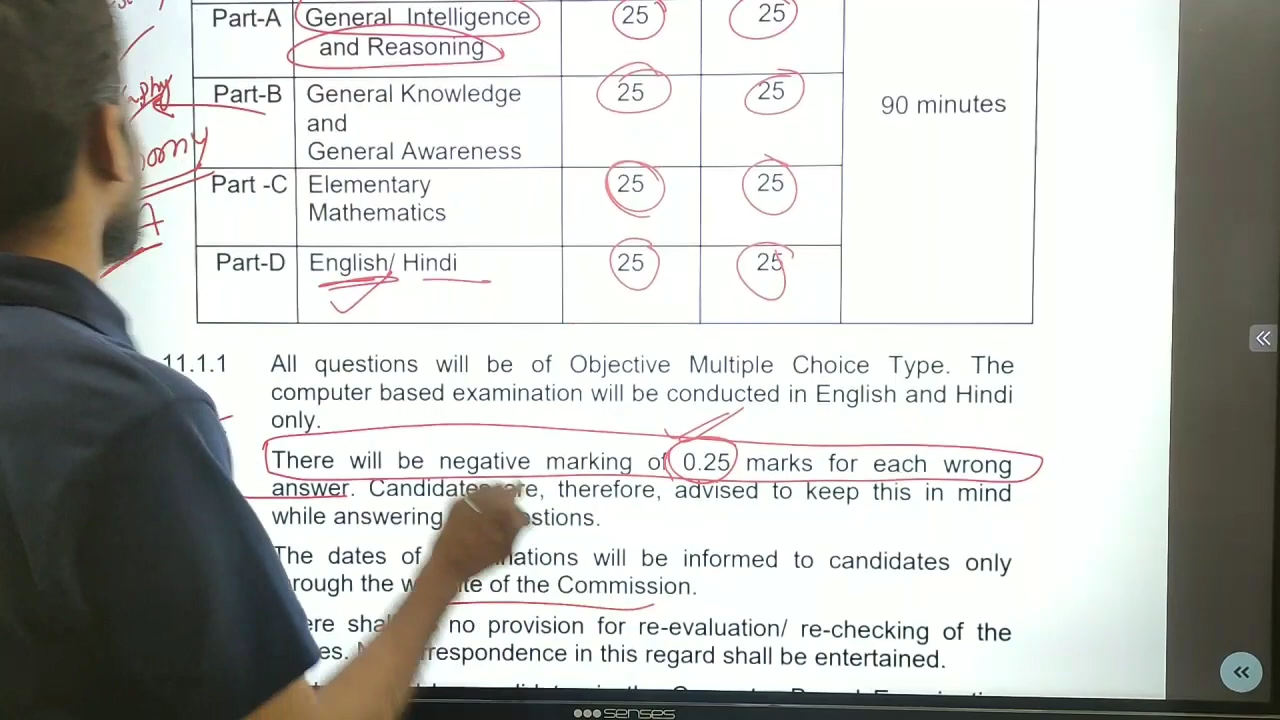 Part-A General Intelligence 25 25
and Reasoning
Part-B General Knowledge 25 25 90 minutes
and
General Awareness
Part -C Elementary 25 25
Mathematics
Part-D English/ Hindi 25 25
11.1.1 All questions will be of Objective Multiple Choice Type. The
computer based examination will be conducted in English and Hindi
only.
There will be negative marking of 0.25 marks for each wrong
answer. Candidates are, therefore, advised to keep this in mind
while answering stions.
The dates of will be informed to candidates only
through the of the Commission.
no provision for re-evaluation/ re-checking of the
in this regard shall be entertained.
senses